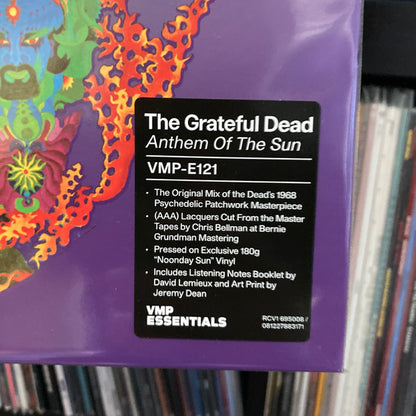 The Grateful Dead
Anthem Of The Sun
VMP-E121
• The Original Mix of the Dead's 1968
Psychedelic Patchwork Masterpiece
• (AAA) Lacquers Cut From the Master
Tapes by Chris Bellman at Bernie
Grundman Mastering
• Pressed on Exclusive 180g
"Noonday Sun" Vinyl
• Includes Listening Notes Booklet by
David Lemieux and Art Print by
Jeremy Dean
VMP
ESSENTIALS
RCV1 695008 //
081227883171